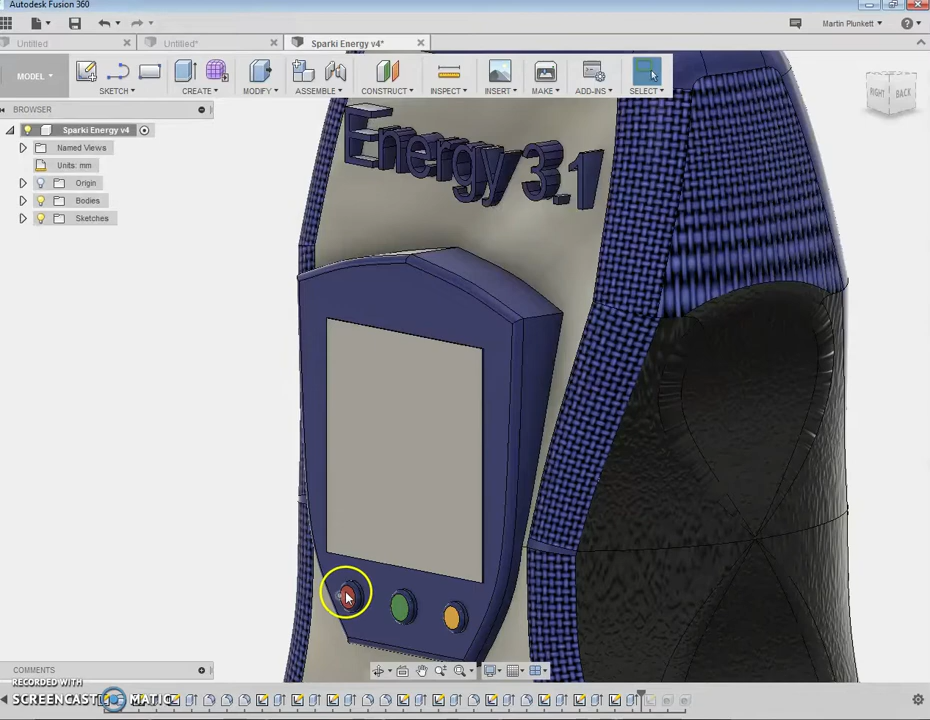 Autodesk Fusion 360
Martin Plunkett
Untitled
Untitled*
Sparki Energy v4*
MODEL
SKETCH
CREATE
MODIFY
ASSEMBLE
CONSTRUCT
INSPECT
INSERT
MAKE
ADD-INS
SELECT
RIGHT
BACK
BROWSER
Sparki Energy v4
Named Views
Units: mm
Origin
Bodies
Sketches
Energy 3.1
COMMENTS
RECORDED WITH
SCREENCAST MATIC